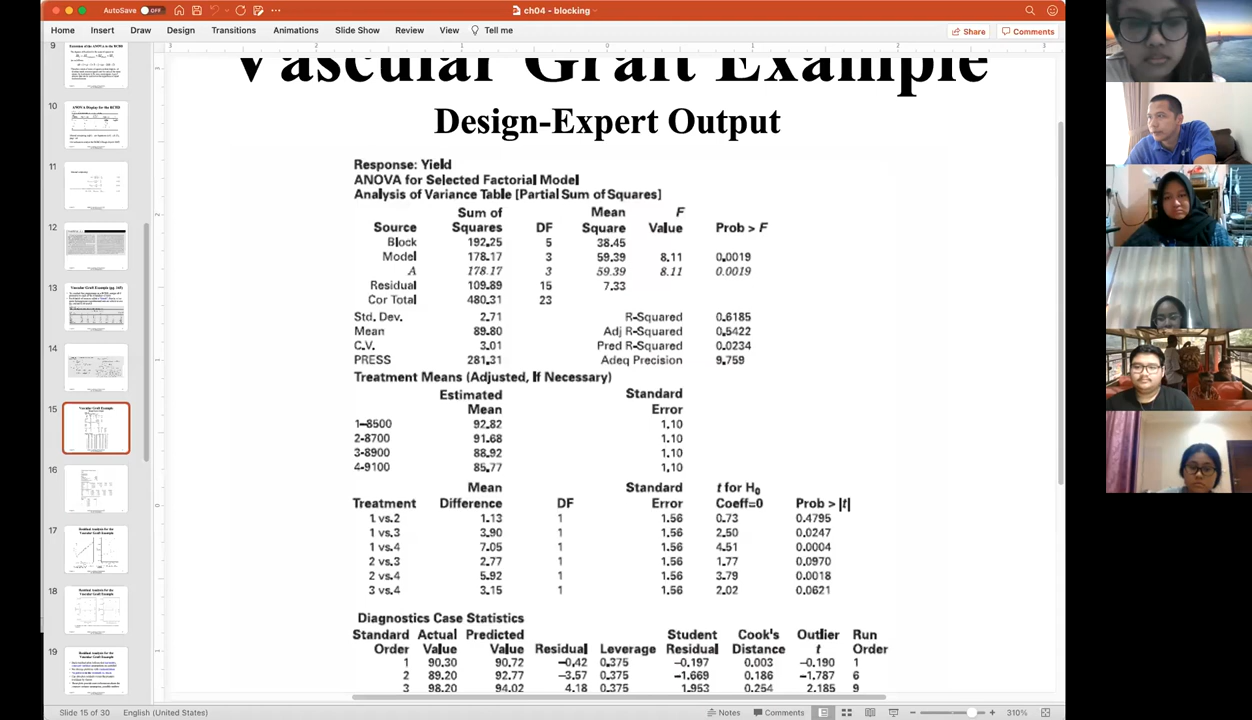 AutoSave OFF
ch04 - blocking
Home Insert Draw Design Transitions Animations Slide Show Review View Tell me
Share Comments
9
10
11
12
13
14
15
16
17
18
19
Vascular Graft Example
Design-Expert Output
Response: Yield
ANOVA for Selected Factorial Model
Analysis of Variance Table [Partial Sum of Squares]
Sum of Mean F
Source Squares DF Square Value Prob > F
Block 192.25 5 38.45
Model 178.17 3 59.39 8.11 0.0019
A 178.17 3 59.39 8.11 0.0019
Residual 109.89 15 7.33
Cor Total 480.31 23
Std. Dev. 2.71 R-Squared 0.6185
Mean 89.80 Adj R-Squared 0.5422
C.V. 3.01 Pred R-Squared 0.0234
PRESS 281.31 Adeq Precision 9.759
Treatment Means (Adjusted, If Necessary)
Estimated Standard
Mean Error
1-8500 92.82 1.10
2-8700 91.68 1.10
3-8900 88.92 1.10
4-9100 85.77 1.10
Mean Standard t for H0
Treatment Difference DF Error Coeff=0 Prob > |t|
1 vs.2 1.13 1 1.56 0.73 0.4795
1 vs.3 3.90 1 1.56 2.50 0.0247
1 vs.4 7.05 1 1.56 4.51 0.0004
2 vs.3 2.77 1 1.56 1.77 0.0970
2 vs.4 5.92 1 1.56 3.79 0.0018
3 vs.4 3.15 1 1.56 2.02 0.0621
Diagnostics Case Statistics
Standard Actual Predicted Student Cook's Outlier Run
Order Value Value Residual Leverage Residual Distance t Order
1 90.30 90.72 -0.42 0.375 -0.197 0.003 -0.190 1
2 89.20 92.77 -3.57 0.375 -1.669 0.186 -1.787 6
3 98.20 94.02 4.18 0.375 1.953 0.254 2.185 9
Slide 15 of 30 English (United States) Notes Comments 310%